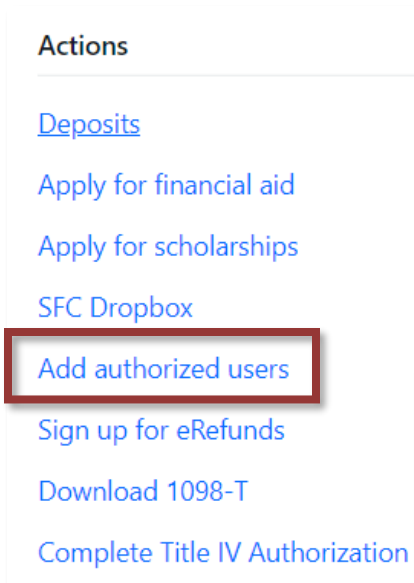 Actions
Deposits
Apply for financial aid
Apply for scholarships
SFC Dropbox
Add authorized users
Sign up for eRefunds
Download 1098-T
Complete Title IV Authorization